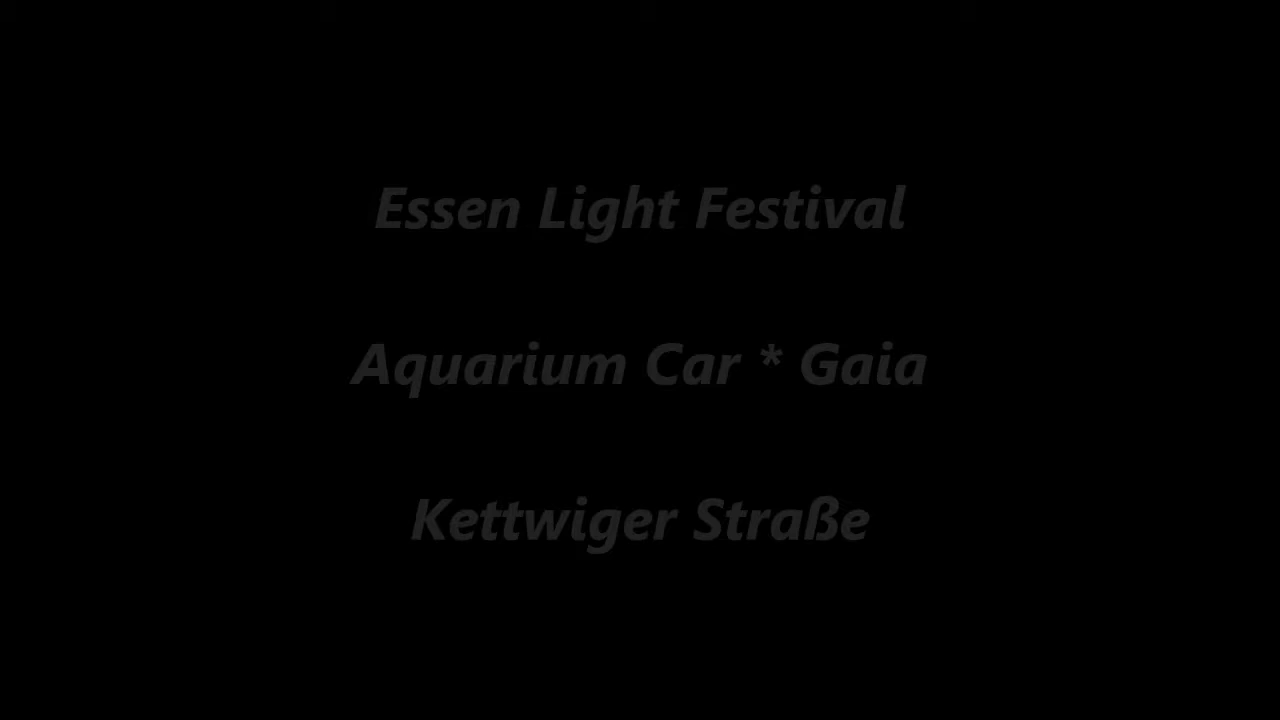 Essen Light Festival
Aquarium Car * Gaia
Kettwiger Straße